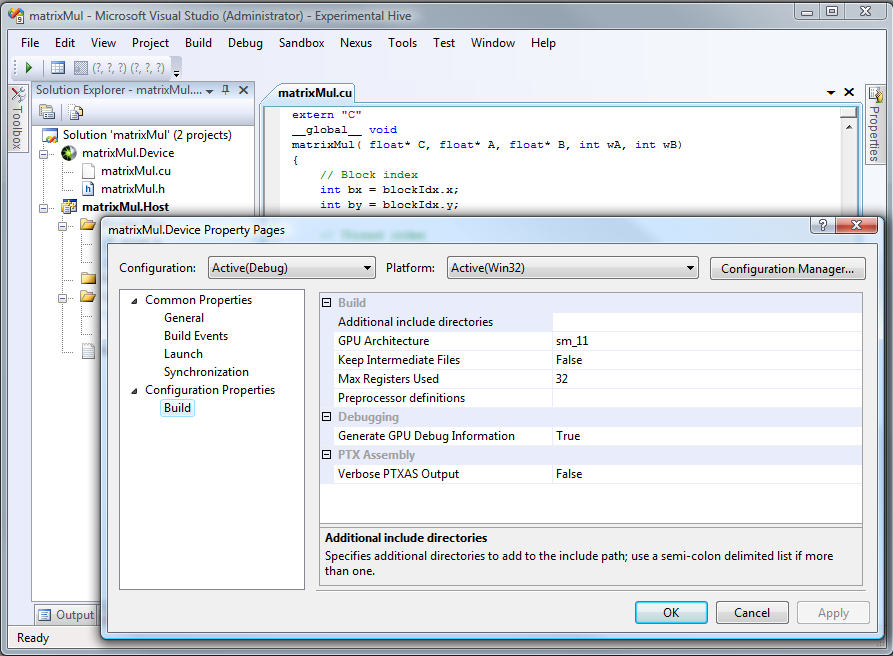 matrixMul - Microsoft Visual Studio (Administrator) - Experimental Hive
File Edit View Project Build Debug Sandbox Nexus Tools Test Window Help
(?, ?, ?) (?, ?, ?)
Toolbox
Solution Explorer - matrixMul....
Solution 'matrixMul' (2 projects)
matrixMul.Device
matrixMul.cu
matrixMul.h
matrixMul.Host
matrixMul.cu
extern "C"
__global__ void
matrixMul( float* C, float* A, float* B, int wA, int wB)
{
// Block index
int bx = blockIdx.x;
int by = blockIdx.y;
// Thread index
Properties
matrixMul.Device Property Pages
Configuration: Active(Debug) Platform: Active(Win32) Configuration Manager...
Common Properties
General
Build Events
Launch
Synchronization
Configuration Properties
Build
Build
Additional include directories
GPU Architecture sm_11
Keep Intermediate Files False
Max Registers Used 32
Preprocessor definitions
Debugging
Generate GPU Debug Information True
PTX Assembly
Verbose PTXAS Output False
Additional include directories
Specifies additional directories to add to the include path; use a semi-colon delimited list if more
than one.
OK Cancel Apply
Output
Ready